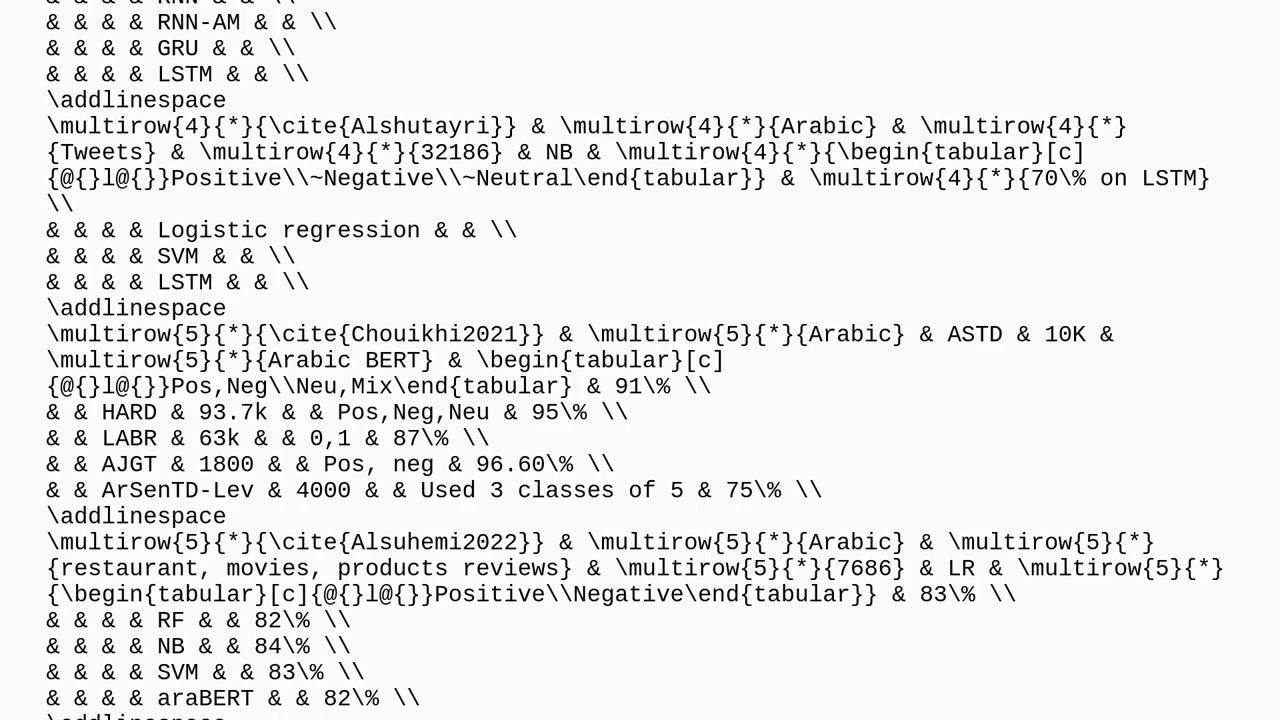 & & & & RNN & & \\
& & & & RNN-AM & & \\
& & & & GRU & & \\
& & & & LSTM & & \\
\addlinespace
\multirow{4}{*}{\cite{Alshutayri}} & \multirow{4}{*}{Arabic} & \multirow{4}{*}
{Tweets} & \multirow{4}{*}{32186} & NB & \multirow{4}{*}{\begin{tabular}[c]
{@{}l@{}}Positive\\~Negative\\~Neutral\end{tabular}} & \multirow{4}{*}{70\% on LSTM}
\\
& & & & Logistic regression & & \\
& & & & SVM & & \\
& & & & LSTM & & \\
\addlinespace
\multirow{5}{*}{\cite{Chouikhi2021}} & \multirow{5}{*}{Arabic} & ASTD & 10K &
\multirow{5}{*}{Arabic BERT} & \begin{tabular}[c]
{@{}l@{}}Pos,Neg\\Neu,Mix\end{tabular} & 91\% \\
& & HARD & 93.7k & & Pos,Neg,Neu & 95\% \\
& & LABR & 63k & & 0,1 & 87\% \\
& & AJGT & 1800 & & Pos, neg & 96.60\% \\
& & ArSenTD-Lev & 4000 & & Used 3 classes of 5 & 75\% \\
\addlinespace
\multirow{5}{*}{\cite{Alsuhemi2022}} & \multirow{5}{*}{Arabic} & \multirow{5}{*}
{restaurant, movies, products reviews} & \multirow{5}{*}{7686} & LR & \multirow{5}{*}
{\begin{tabular}[c]{@{}l@{}}Positive\\Negative\end{tabular}} & 83\% \\
& & & & RF & & 82\% \\
& & & & NB & & 84\% \\
& & & & SVM & & 83\% \\
& & & & araBERT & & 82\% \\
\addlinespace